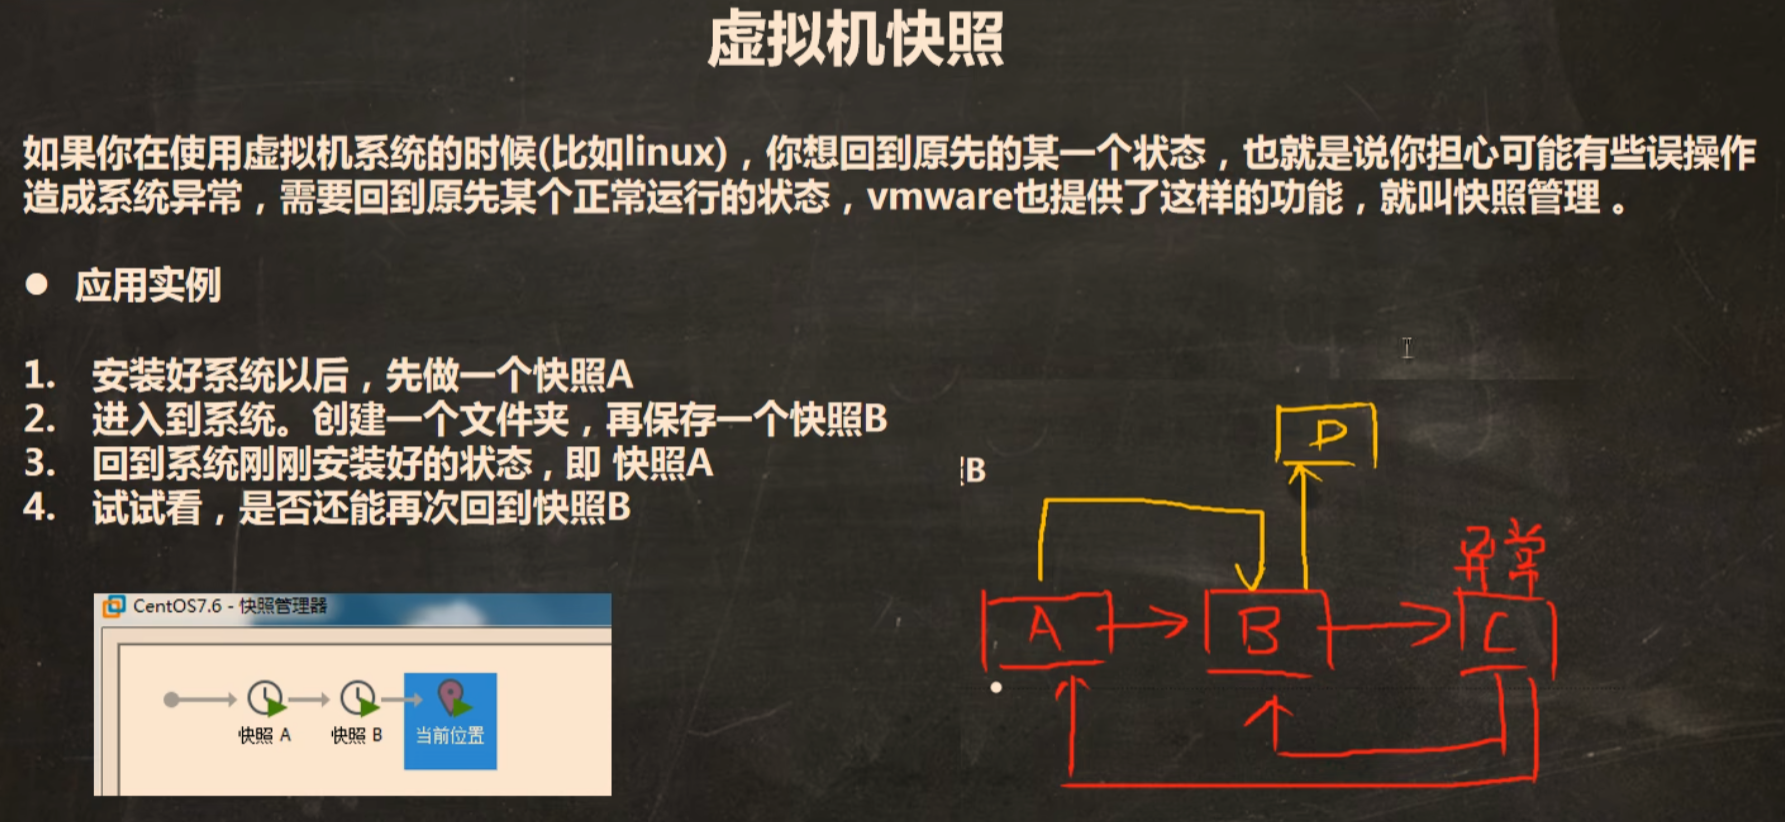 虚拟机快照
如果你在使用虚拟机系统的时候(比如linux)，你想回到原先的某一个状态，也就是说你担心可能有些误操作
造成系统异常，需要回到原先某个正常运行的状态，vmware也提供了这样的功能，就叫快照管理 。
● 应用实例
1. 安装好系统以后，先做一个快照A
2. 进入到系统。创建一个文件夹，再保存一个快照B
3. 回到系统刚刚安装好的状态，即 快照A
4. 试试看，是否还能再次回到快照B
B
D
异常
A
B
C
CentOS7.6 - 快照管理器
快照 A
快照 B
当前位置